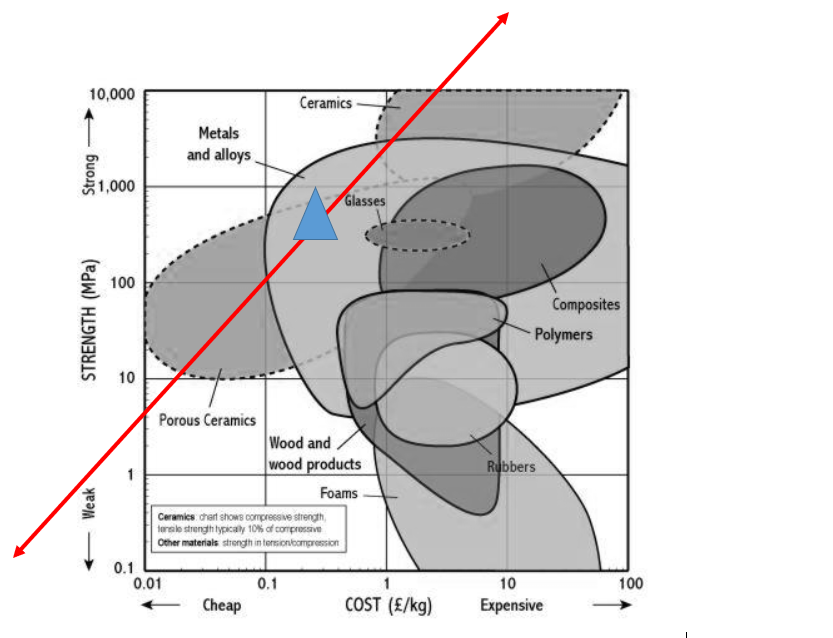 10,000
Ceramics
Metals
and alloys
Strong
1,000
Glasses
STRENGTH (MPa)
100
Composites
Polymers
10
Porous Ceramics
Wood and
wood products
Rubbers
1
Foams
Weak
Ceramics: chart shows compressive strength,
tensile strength typically 10% of compressive
Other materials: strength in tension/compression
0.1
0.01
0.1
1
10
100
Cheap
COST (£/kg)
Expensive